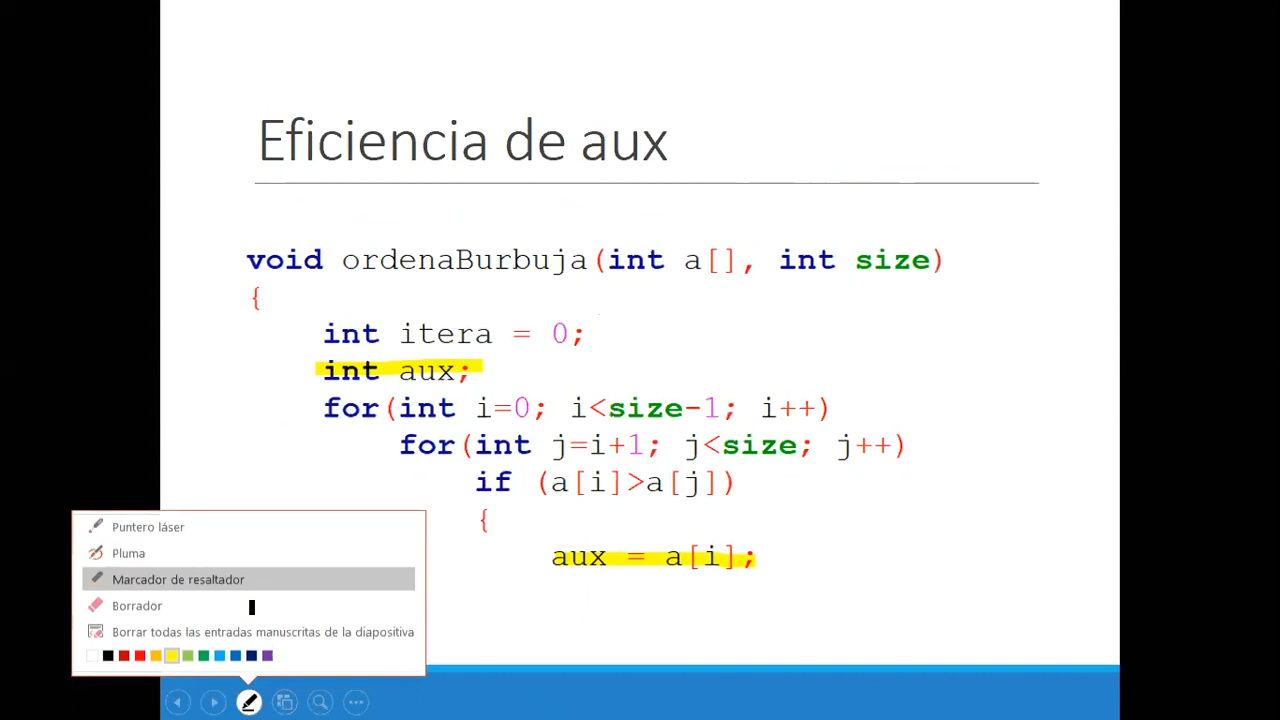 Eficiencia de aux
void ordenaBurbuja(int a[], int size)
{
int itera = 0;
int aux;
for(int i=0; i<size-1; i++)
for(int j=i+1; j<size; j++)
if (a[i]>a[j])
{
aux = a[i];
Puntero láser
Pluma
Marcador de resaltador
Borrador
Borrar todas las entradas manuscritas de la diapositiva